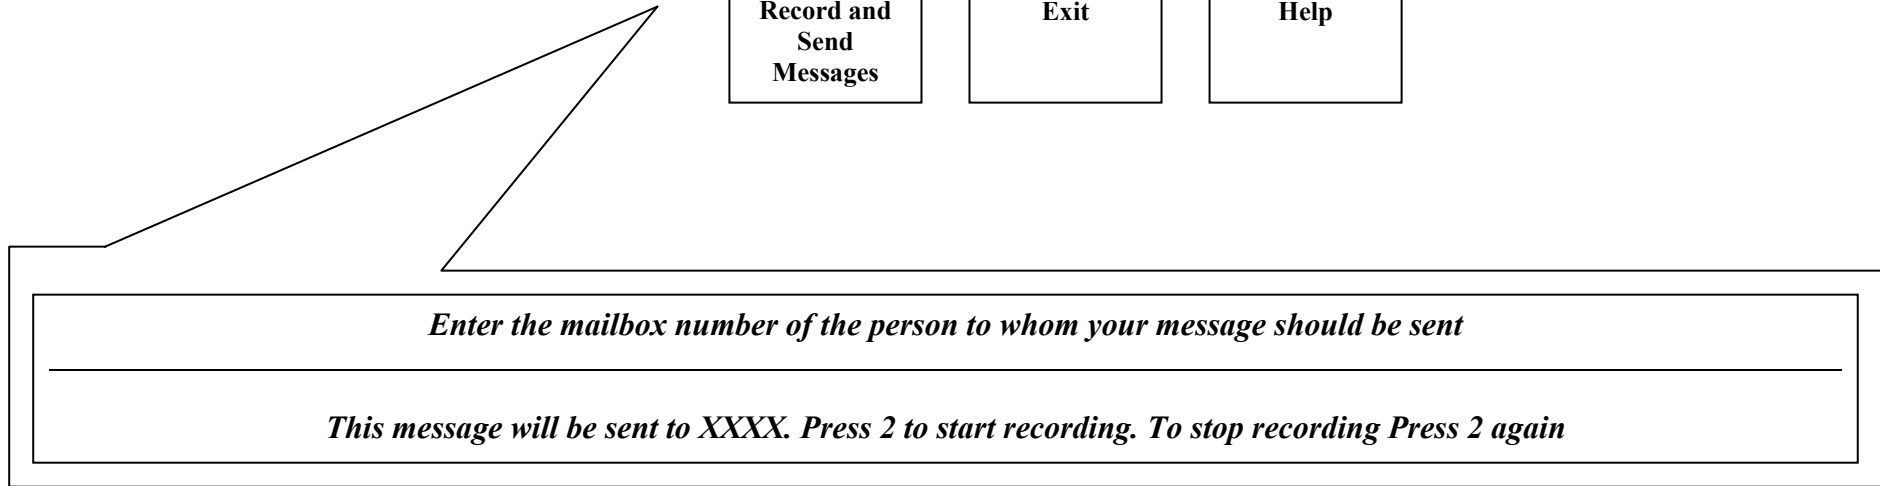 Record and
Send
Messages
Exit
Help
Enter the mailbox number of the person to whom your message should be sent
This message will be sent to XXXX. Press 2 to start recording. To stop recording Press 2 again